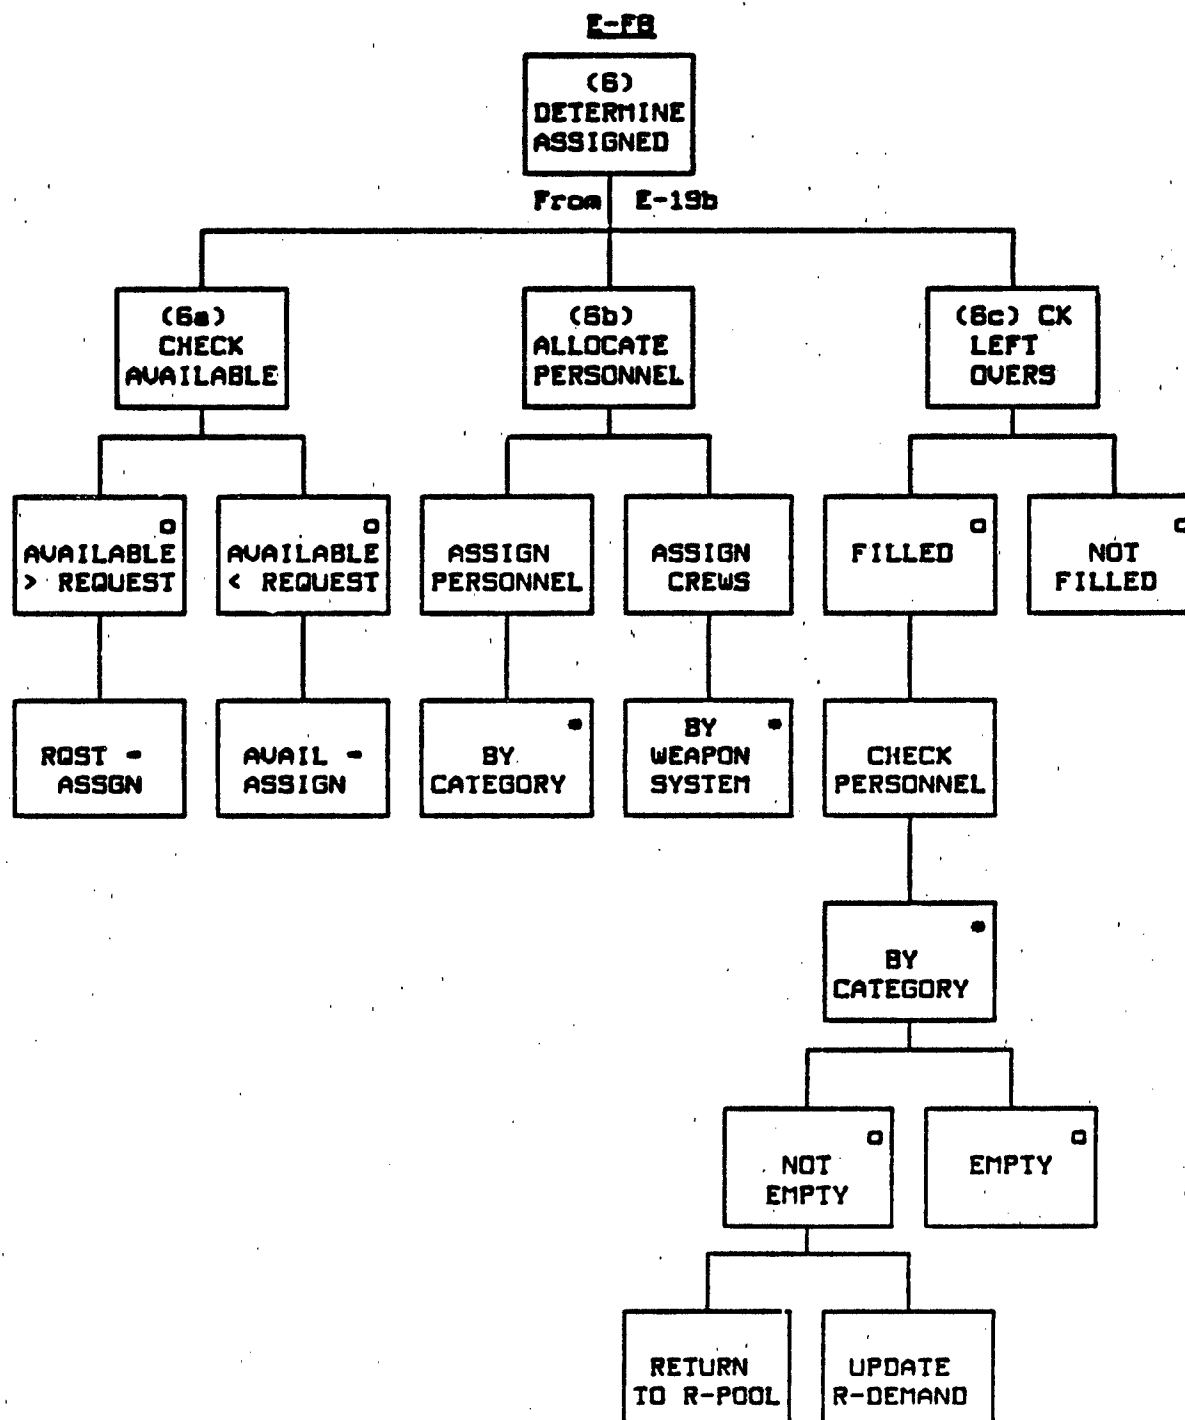 E-F8
(6)
DETERMINE
ASSIGNED
From E-19b
(6a)
CHECK
AVAILABLE
(6b)
ALLOCATE
PERSONNEL
(6c) CK
LEFT
OVERS
o
AVAILABLE
> REQUEST
o
AVAILABLE
< REQUEST
ASSIGN
PERSONNEL
ASSIGN
CREWS
o
FILLED
o
NOT
FILLED
RQST =
ASSGN
AVAIL =
ASSIGN
*
BY
CATEGORY
*
BY
WEAPON
SYSTEM
CHECK
PERSONNEL
*
BY
CATEGORY
o
NOT
EMPTY
o
EMPTY
RETURN
TO R-POOL
UPDATE
R-DEMAND